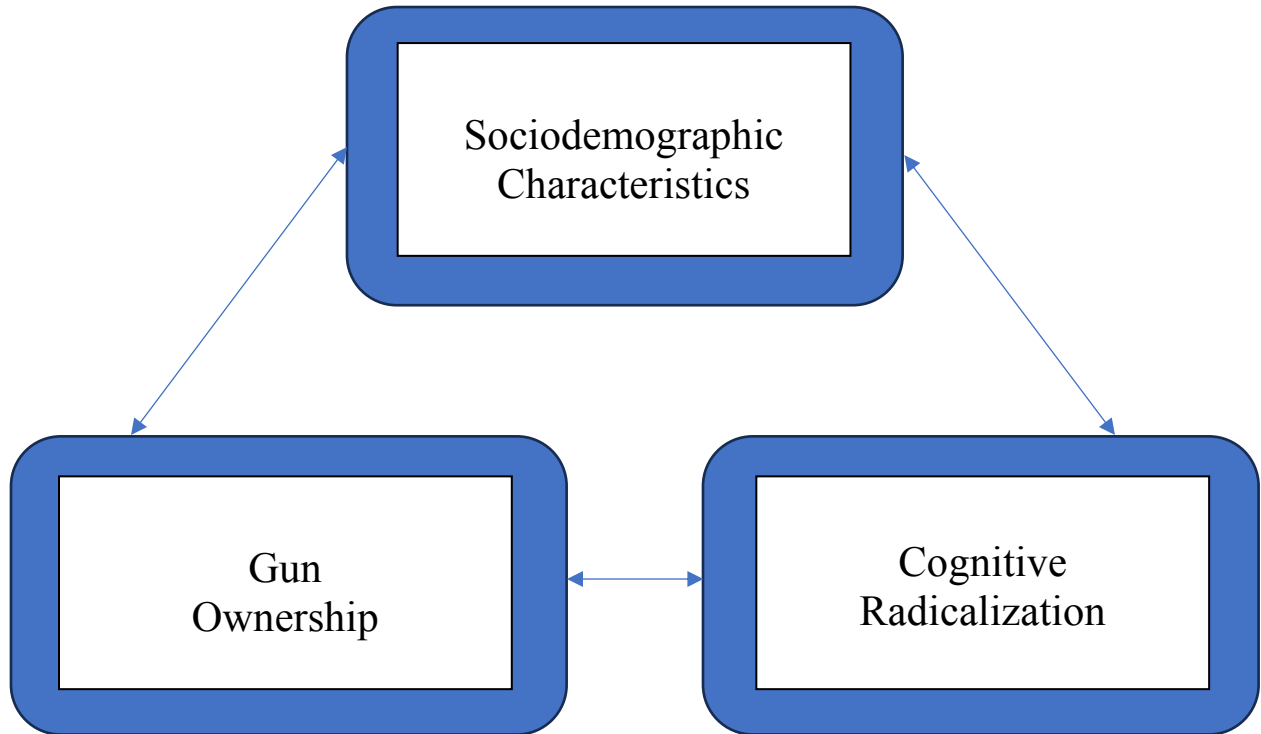 Sociodemographic
Characteristics
Gun
Ownership
Cognitive
Radicalization